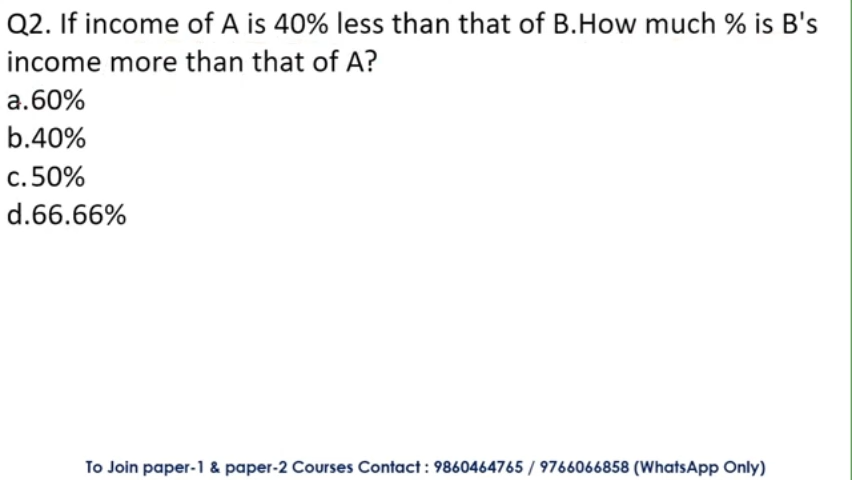 Q2. If income of A is 40% less than that of B.How much % is B's
income more than that of A?
a.60%
b.40%
c.50%
d.66.66%
To Join paper-1 & paper-2 Courses Contact : 9860464765 / 9766066858 (WhatsApp Only)